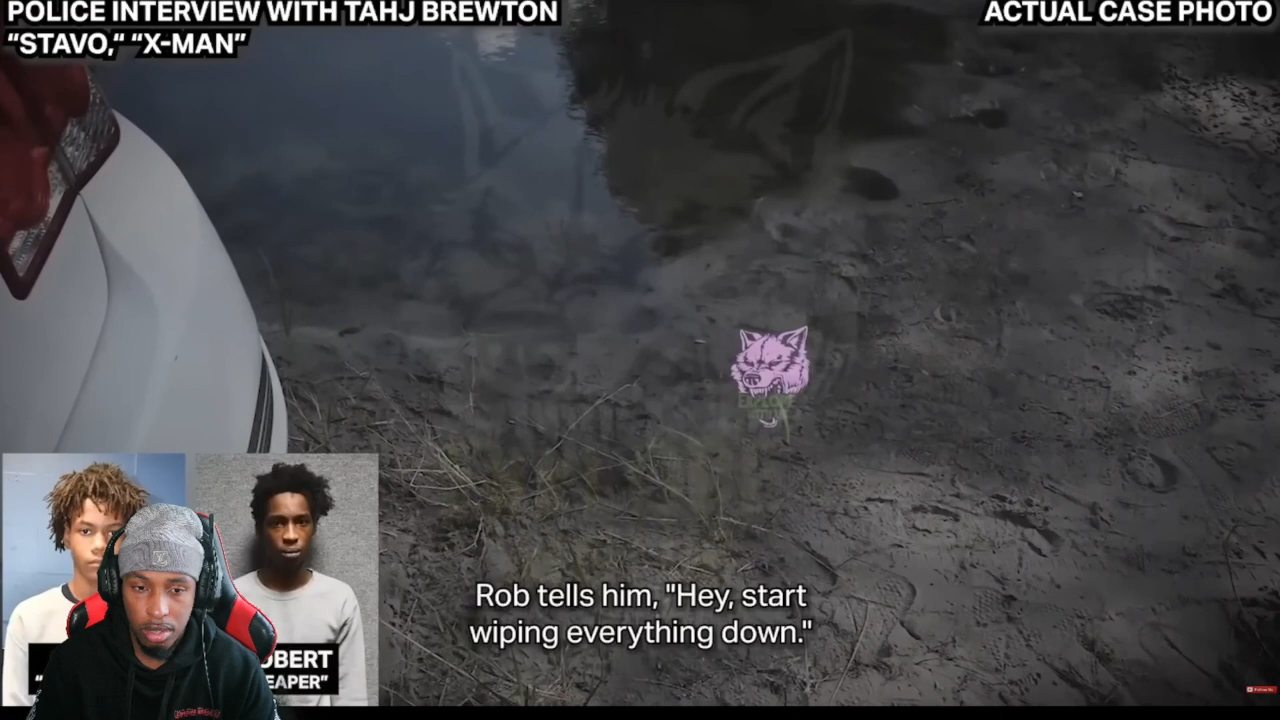 POLICE INTERVIEW WITH TAHJ BREWTON
"STAVO," "X-MAN"
ACTUAL CASE PHOTO
Rob tells him, "Hey, start
wiping everything down."
OBERT
EAPER"